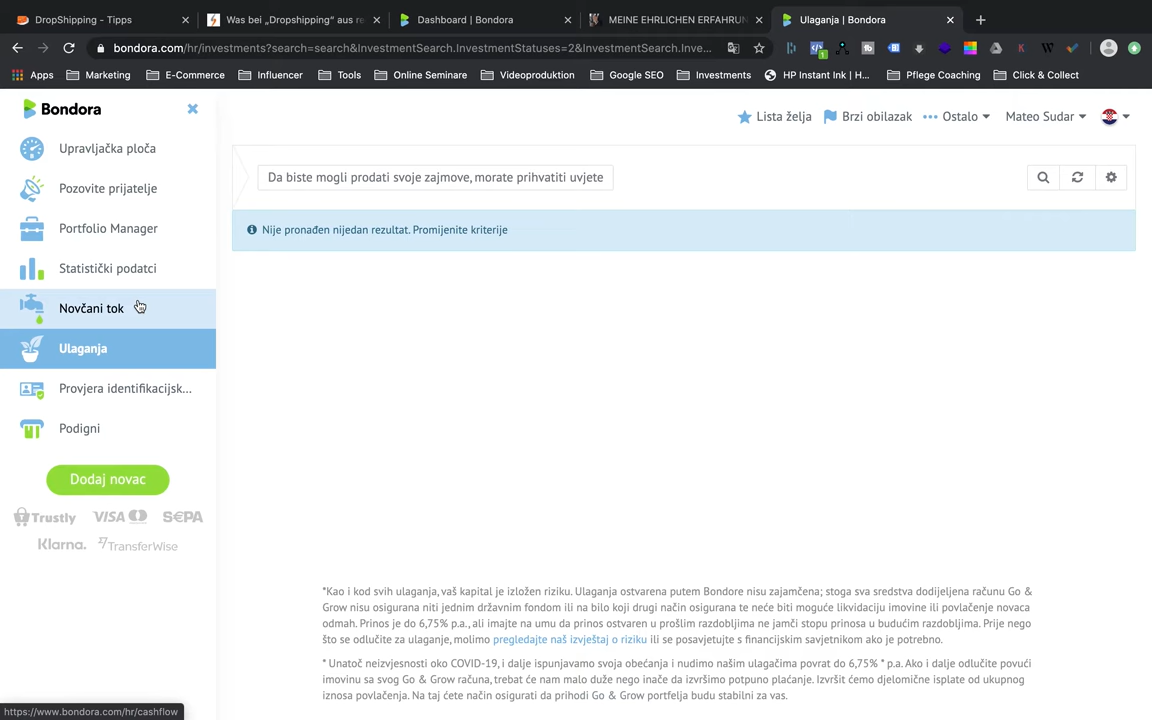 DropShipping - Tipps
Was bei „Dropshipping“ aus re
Dashboard | Bondora
MEINE EHRLICHEN ERFAHRUN
Ulaganja | Bondora
bondora.com/hr/investments?search=search&InvestmentSearch.InvestmentStatuses=2&InvestmentSearch.Inve...
Apps
Marketing
E-Commerce
Influencer
Tools
Online Seminare
Videoproduktion
Google SEO
Investments
HP Instant Ink | H...
Pflege Coaching
Click & Collect
Bondora
Lista želja
Brzi obilazak
Ostalo
Mateo Sudar
Upravljačka ploča
Pozovite prijatelje
Portfolio Manager
Statistički podatci
Novčani tok
Ulaganja
Provjera identifikacijsk...
Podigni
Dodaj novac
Trustly VISA SEPA
Klarna. TransferWise
Da biste mogli prodati svoje zajmove, morate prihvatiti uvjete
Nije pronađen nijedan rezultat. Promijenite kriterije
*Kao i kod svih ulaganja, vaš kapital je izložen riziku. Ulaganja ostvarena putem Bondore nisu zajamčena; stoga sva sredstva dodijeljena računu Go &
Grow nisu osigurana niti jednim državnim fondom ili na bilo koji drugi način osigurana te neće biti moguće likvidaciju imovine ili povlačenje novaca
odmah. Prinos je do 6,75% p.a., ali imajte na umu da prinos ostvaren u prošlim razdobljima ne jamči stopu prinosa u budućim razdobljima. Prije nego
što se odlučite za ulaganje, molimo pregledajte naš izvještaj o riziku ili se posavjetujte s financijskim savjetnikom ako je potrebno.
* Unatoč neizvjesnosti oko COVID-19, i dalje ispunjavamo svoja obećanja i nudimo našim ulagačima povrat do 6,75% * p.a. Ako i dalje odlučite povući
imovinu sa svog Go & Grow računa, trebat će nam malo duže nego inače da izvršimo potpuno plaćanje. Izvršit ćemo djelomične isplate od ukupnog
iznosa povlačenja. Na taj ćete način osigurati da prihodi Go & Grow portfelja budu stabilni za vas.
https://www.bondora.com/hr/cashflow